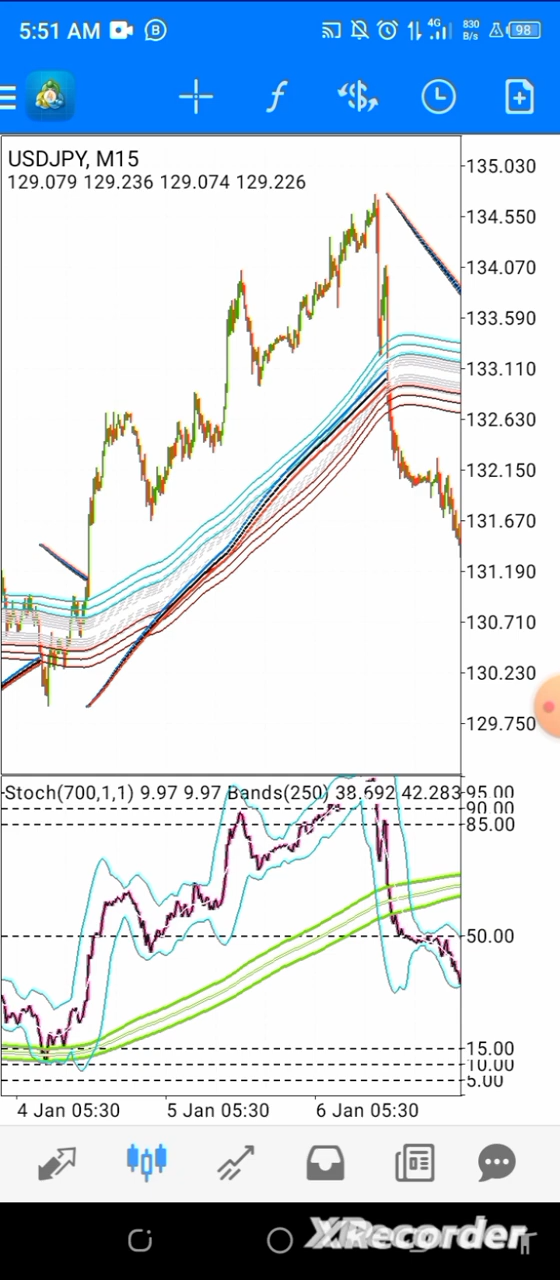 5:51 AM
B
4G
830
B/s
98
f
USDJPY, M15
129.079 129.236 129.074 129.226
135.030
134.550
134.070
133.590
133.110
132.630
132.150
131.670
131.190
130.710
130.230
129.750
Stoch(700,1,1) 9.97 9.97 Bands(250) 38.692 42.283
95.00
90.00
85.00
50.00
15.00
10.00
5.00
4 Jan 05:30
5 Jan 05:30
6 Jan 05:30
XRecorder